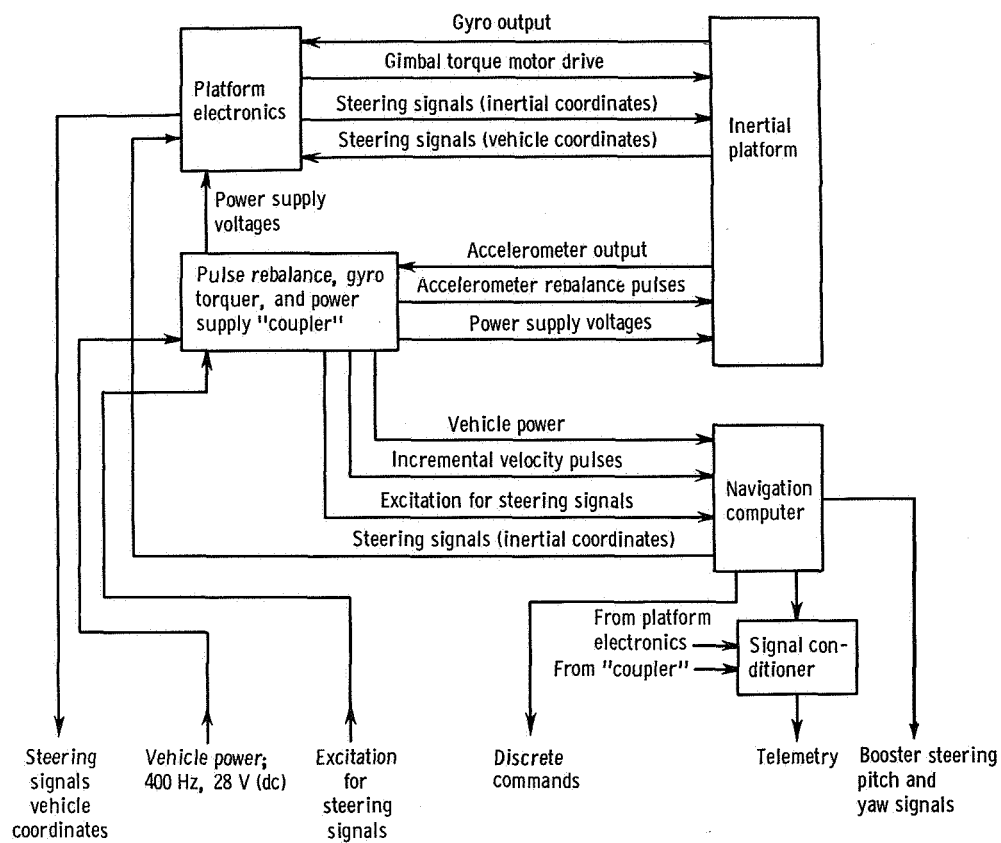 Gyro output
Gimbal torque motor drive
Platform
electronics
Steering signals (inertial coordinates)
Steering signals (vehicle coordinates)
Inertial
platform
Power supply
voltages
Accelerometer output
Pulse rebalance, gyro
torquer, and power
supply "coupler"
Accelerometer rebalance pulses
Power supply voltages
Vehicle power
Incremental velocity pulses
Excitation for steering signals
Navigation
computer
Steering signals (inertial coordinates)
From platform
electronics
From "coupler"
Signal con-
ditioner
Steering
signals
vehicle
coordinates
Vehicle power;
400 Hz, 28 V (dc)
Excitation
for
steering
signals
Discrete
commands
Telemetry
Booster steering
pitch and
yaw signals